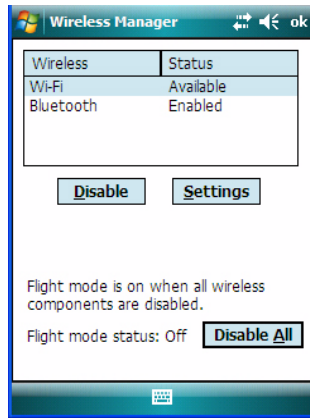 Wireless Manager ok
Wireless Status
Wi-Fi Available
Bluetooth Enabled
Disable Settings
Flight mode is on when all wireless
components are disabled.
Flight mode status: Off Disable All